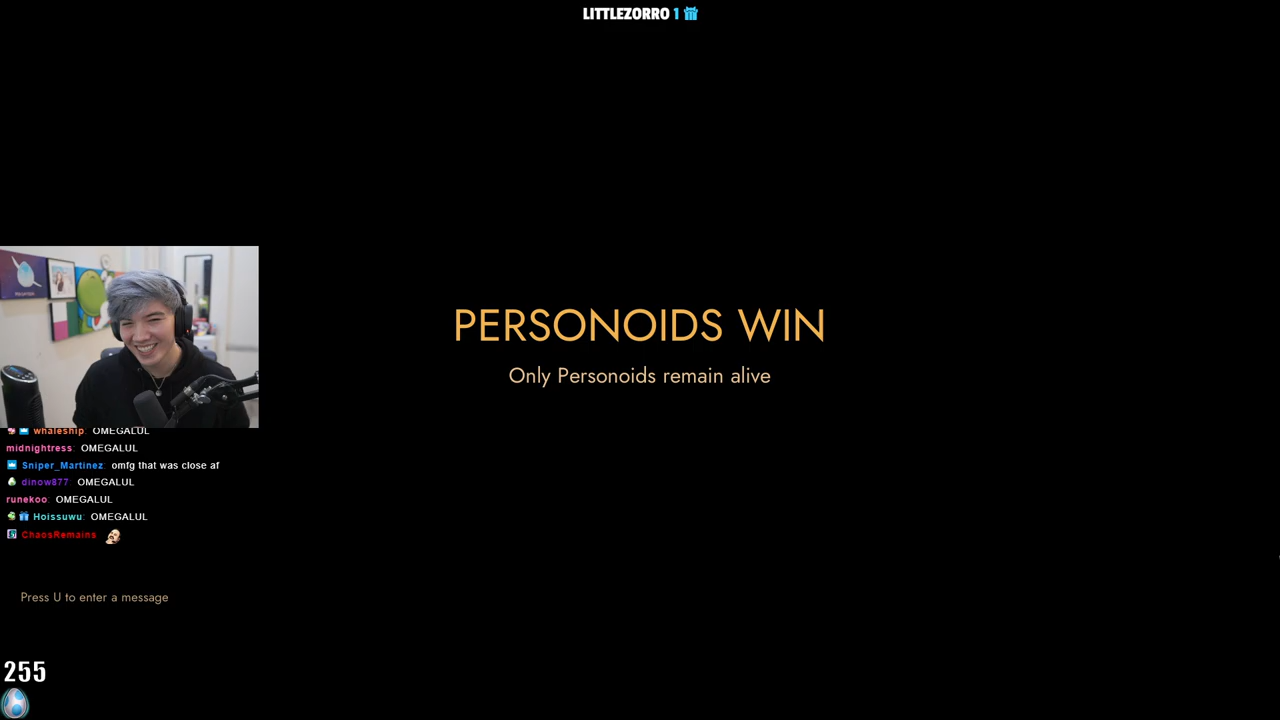 LITTLEZORRO 1
PERSONOIDS WIN
Only Personoids remain alive
whaleship: OMEGALUL
midnightress: OMEGALUL
Sniper_Martinez: omfg that was close af
dinow877: OMEGALUL
runekoo: OMEGALUL
Hoissuwu: OMEGALUL
ChaosRemains
Press U to enter a message
255